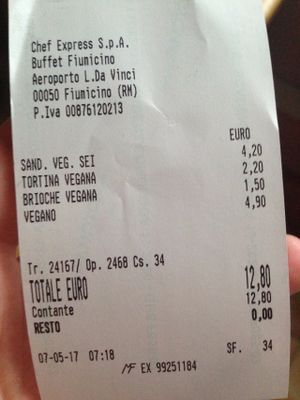 Chef Express S.p.A.
Buffet Fiumicino
Aeroporto L.Da Vinci
00050 Fiumicino (RM)
P.Iva 00876120213
EURO
SAND. VEG. SEI 4,20
TORTINA VEGANA 2,20
BRIOCHE VEGANA 1,50
VEGANO 4,90
Tr. 24167/ Op. 2468 Cs. 34
TOTALE EURO 12,80
Contante 12,80
RESTO 0,00
07-05-17 07:18 SF. 34
MF EX 99251184